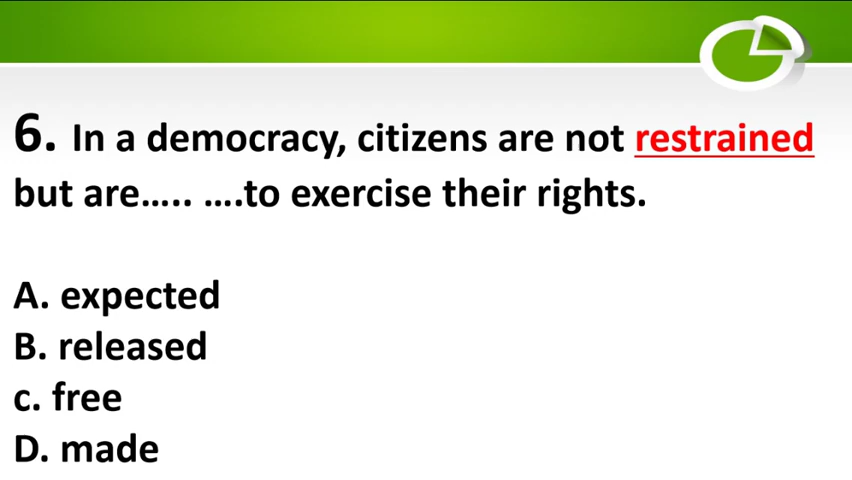 6. In a democracy, citizens are not restrained
but are….. ….to exercise their rights.
A. expected
B. released
c. free
D. made